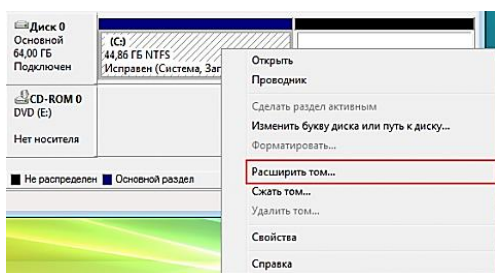 Диск 0
Основной
64,00 ГБ
Подключен
(C:)
44,86 ГБ NTFS
Исправен (Система, Заг
CD-ROM 0
DVD (E:)
Нет носителя
Не распределен
Основной раздел
Открыть
Проводник
Сделать раздел активным
Изменить букву диска или путь к диску...
Форматировать...
Расширить том...
Сжать том...
Удалить том...
Свойства
Справка